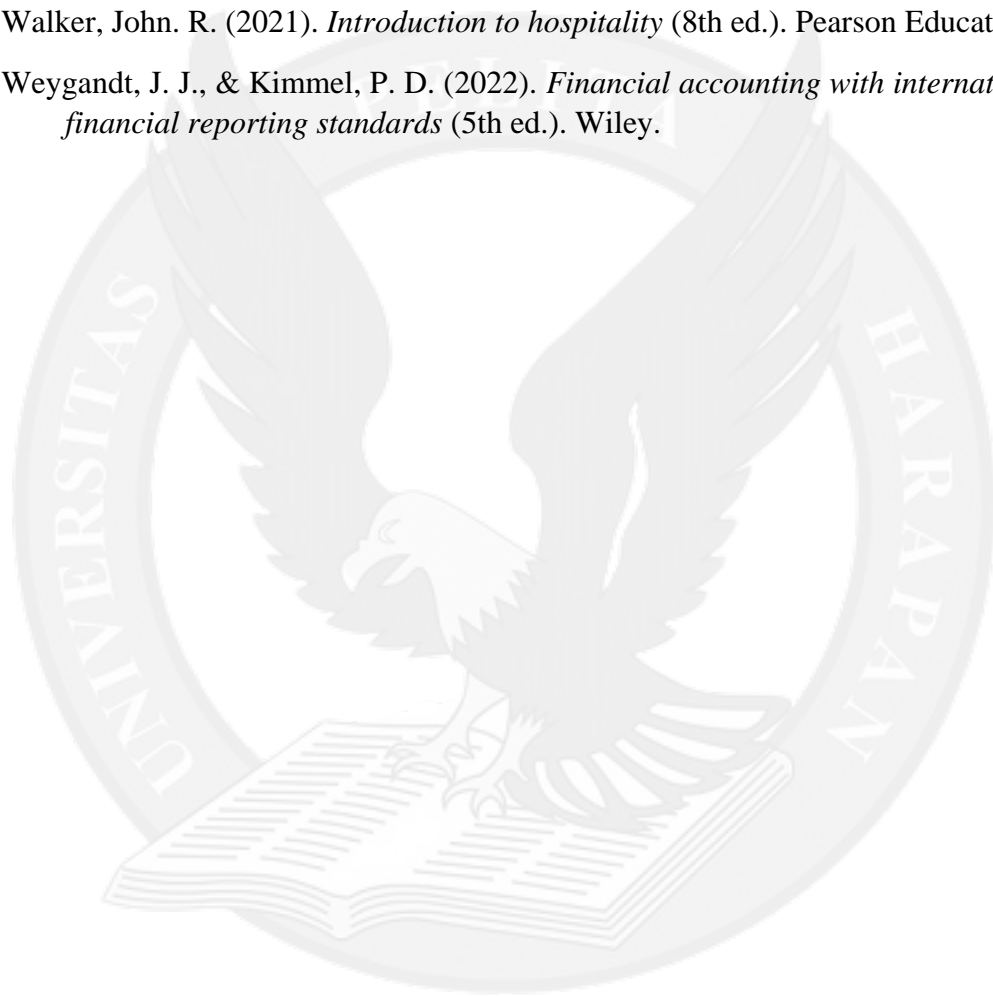 Walker, John. R. (2021). Introduction to hospitality (8th ed.). Pearson Educat
Weygandt, J. J., & Kimmel, P. D. (2022). Financial accounting with internat
financial reporting standards (5th ed.). Wiley.
UNIVERSITAS PELITA HARAPAN